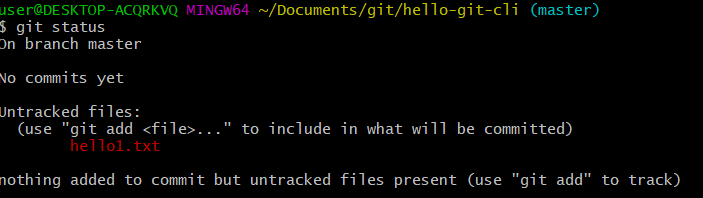 user@DESKTOP-ACQRKVQ MINGW64 ~/Documents/git/hello-git-cli (master)
$ git status
On branch master

No commits yet

Untracked files:
  (use "git add <file>..." to include in what will be committed)
        hello1.txt

nothing added to commit but untracked files present (use "git add" to track)